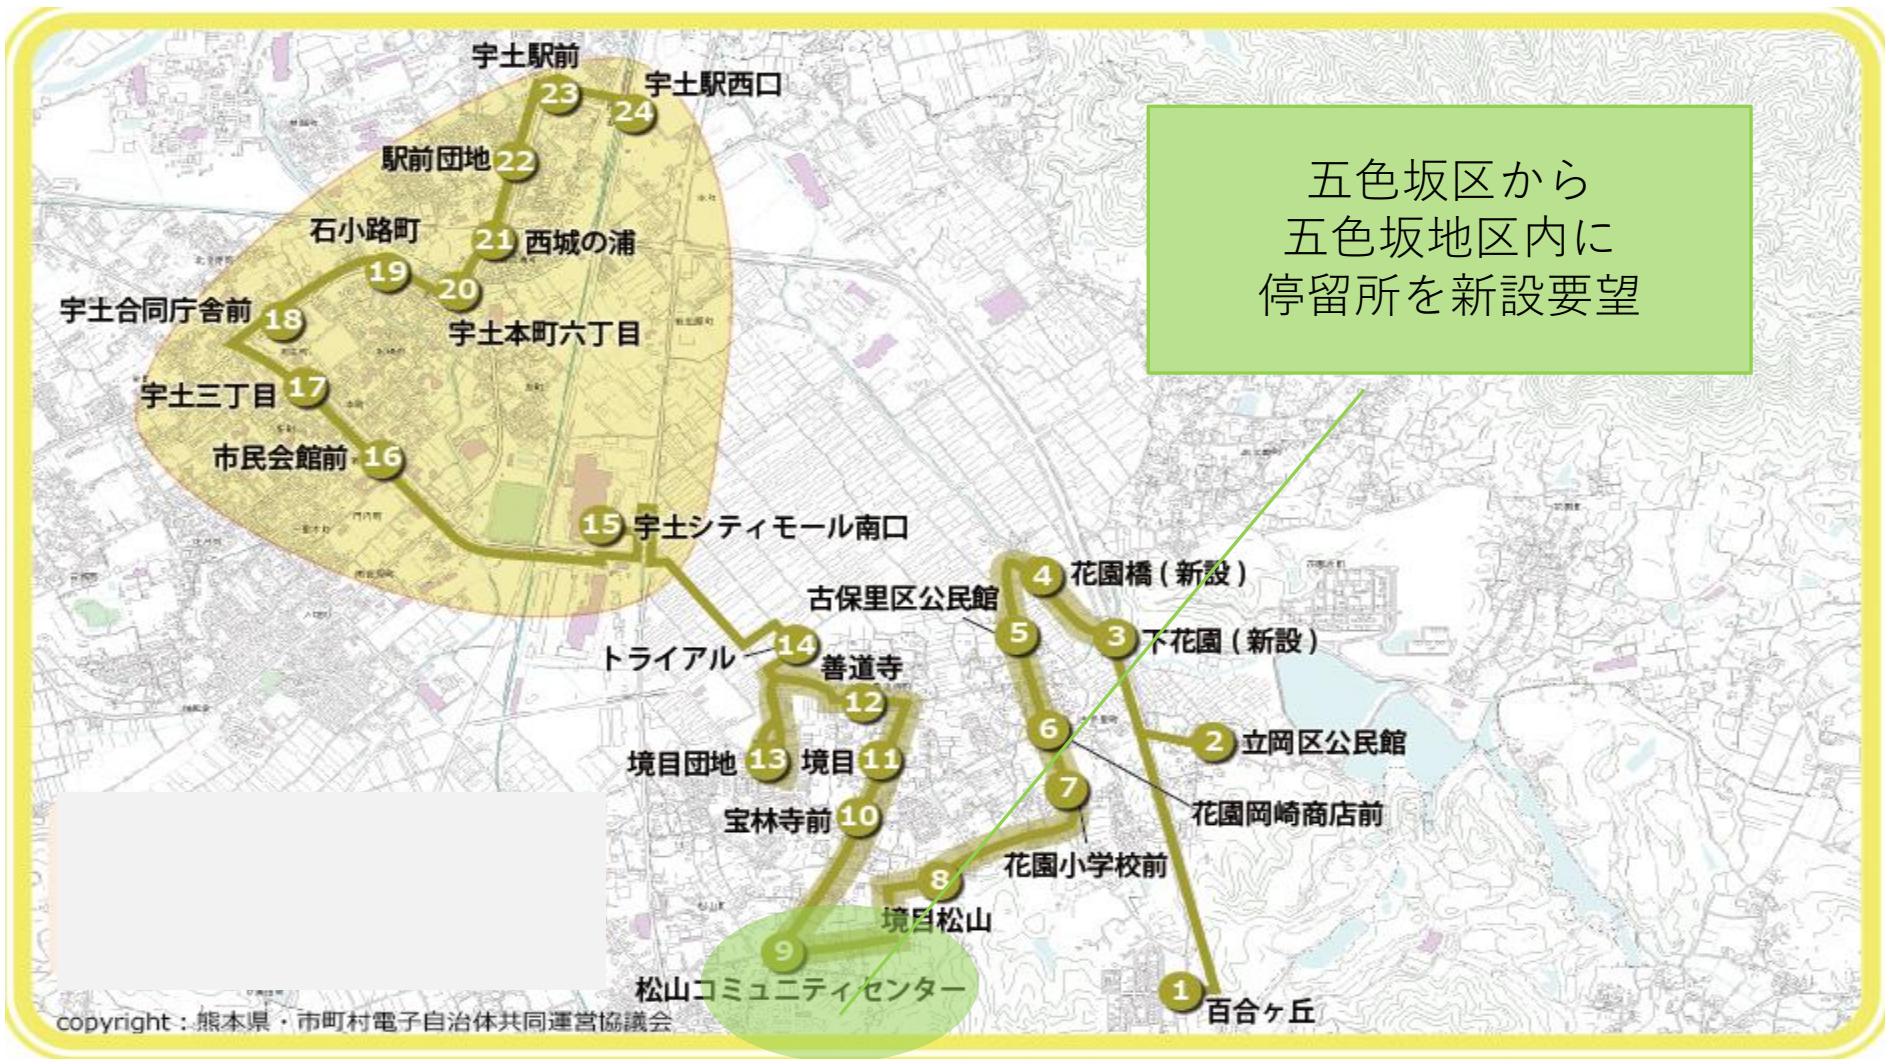 宇土駅前
23
宇土駅西口
24
駅前団地
22
石小路町
21
西城の浦
19
20
宇土合同庁舎前
18
宇土本町六丁目
宇土三丁目
17
市民会館前
16
15
宇土シティモール南口
五色坂区から
五色坂地区内に
停留所を新設要望
4
花園橋(新設)
古保里区公民館
5
3
下花園(新設)
トライアル
14
善道寺
12
6
2
立岡区公民館
境目団地
13
境目
11
7
宝林寺前
10
花園岡崎商店前
花園小学校前
8
境目松山
9
松山コミュニティセンター
1
百合ヶ丘
copyright：熊本県・市町村電子自治体共同運営協議会